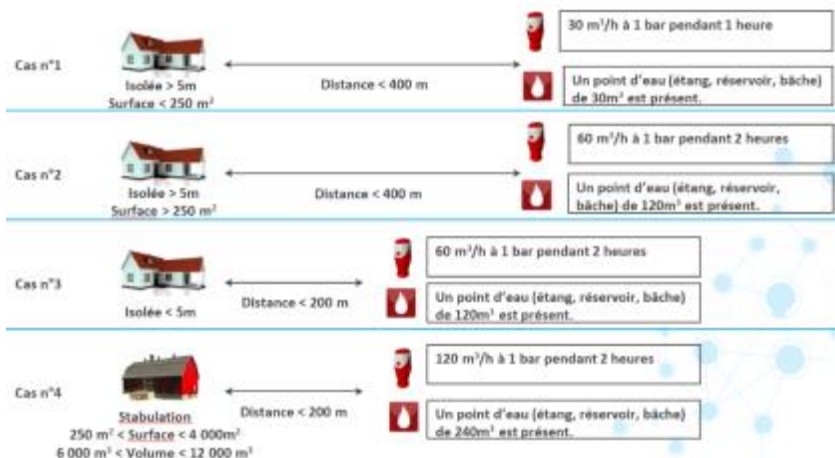 30 m³/h à 1 bar pendant 1 heure
Cas n°1
Isolée > 5m
Surface < 250 m²
Distance < 400 m
Un point d'eau (étang, réservoir, bâche)
de 30m³ est présent.
60 m³/h à 1 bar pendant 2 heures
Cas n°2
Isolée > 5m
Surface > 250 m²
Distance < 400 m
Un point d'eau (étang, réservoir,
bâche) de 120m³ est présent.
60 m³/h à 1 bar pendant 2 heures
Cas n°3
Isolée < 5m
Distance < 200 m
Un point d'eau (étang, réservoir, bâche)
de 120m³ est présent.
120 m³/h à 1 bar pendant 2 heures
Cas n°4
Stabulation
250 m² < Surface < 4 000m²
6 000 m³ < Volume < 12 000 m³
Distance < 200 m
Un point d'eau (étang, réservoir, bâche)
de 240m³ est présent.